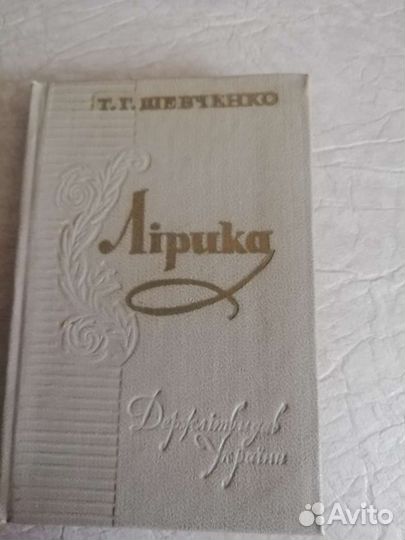 Т. Г. ШЕВЧЕНКО
Лірика
Держлітвидав
України
Avito